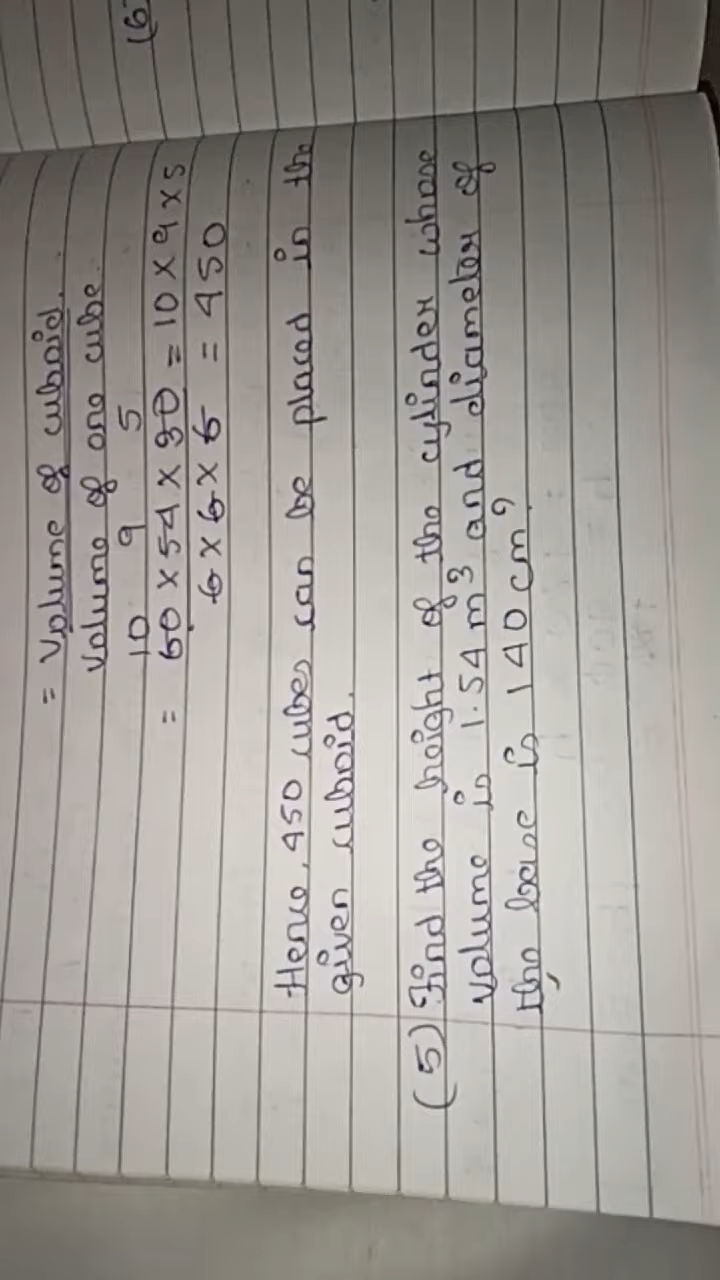 (6
= Volume of cuboid.
Volume of one cube.
10 9 5
= 60 × 54 × 30 = 10 × 9 × 5
6 × 6 × 6 = 450
Hence, 450 cubes can be placed in the
given cuboid.
(5) Find the height of the cylinder whose
volume is 1.54 m³ and diameter of
the base is 140 cm?